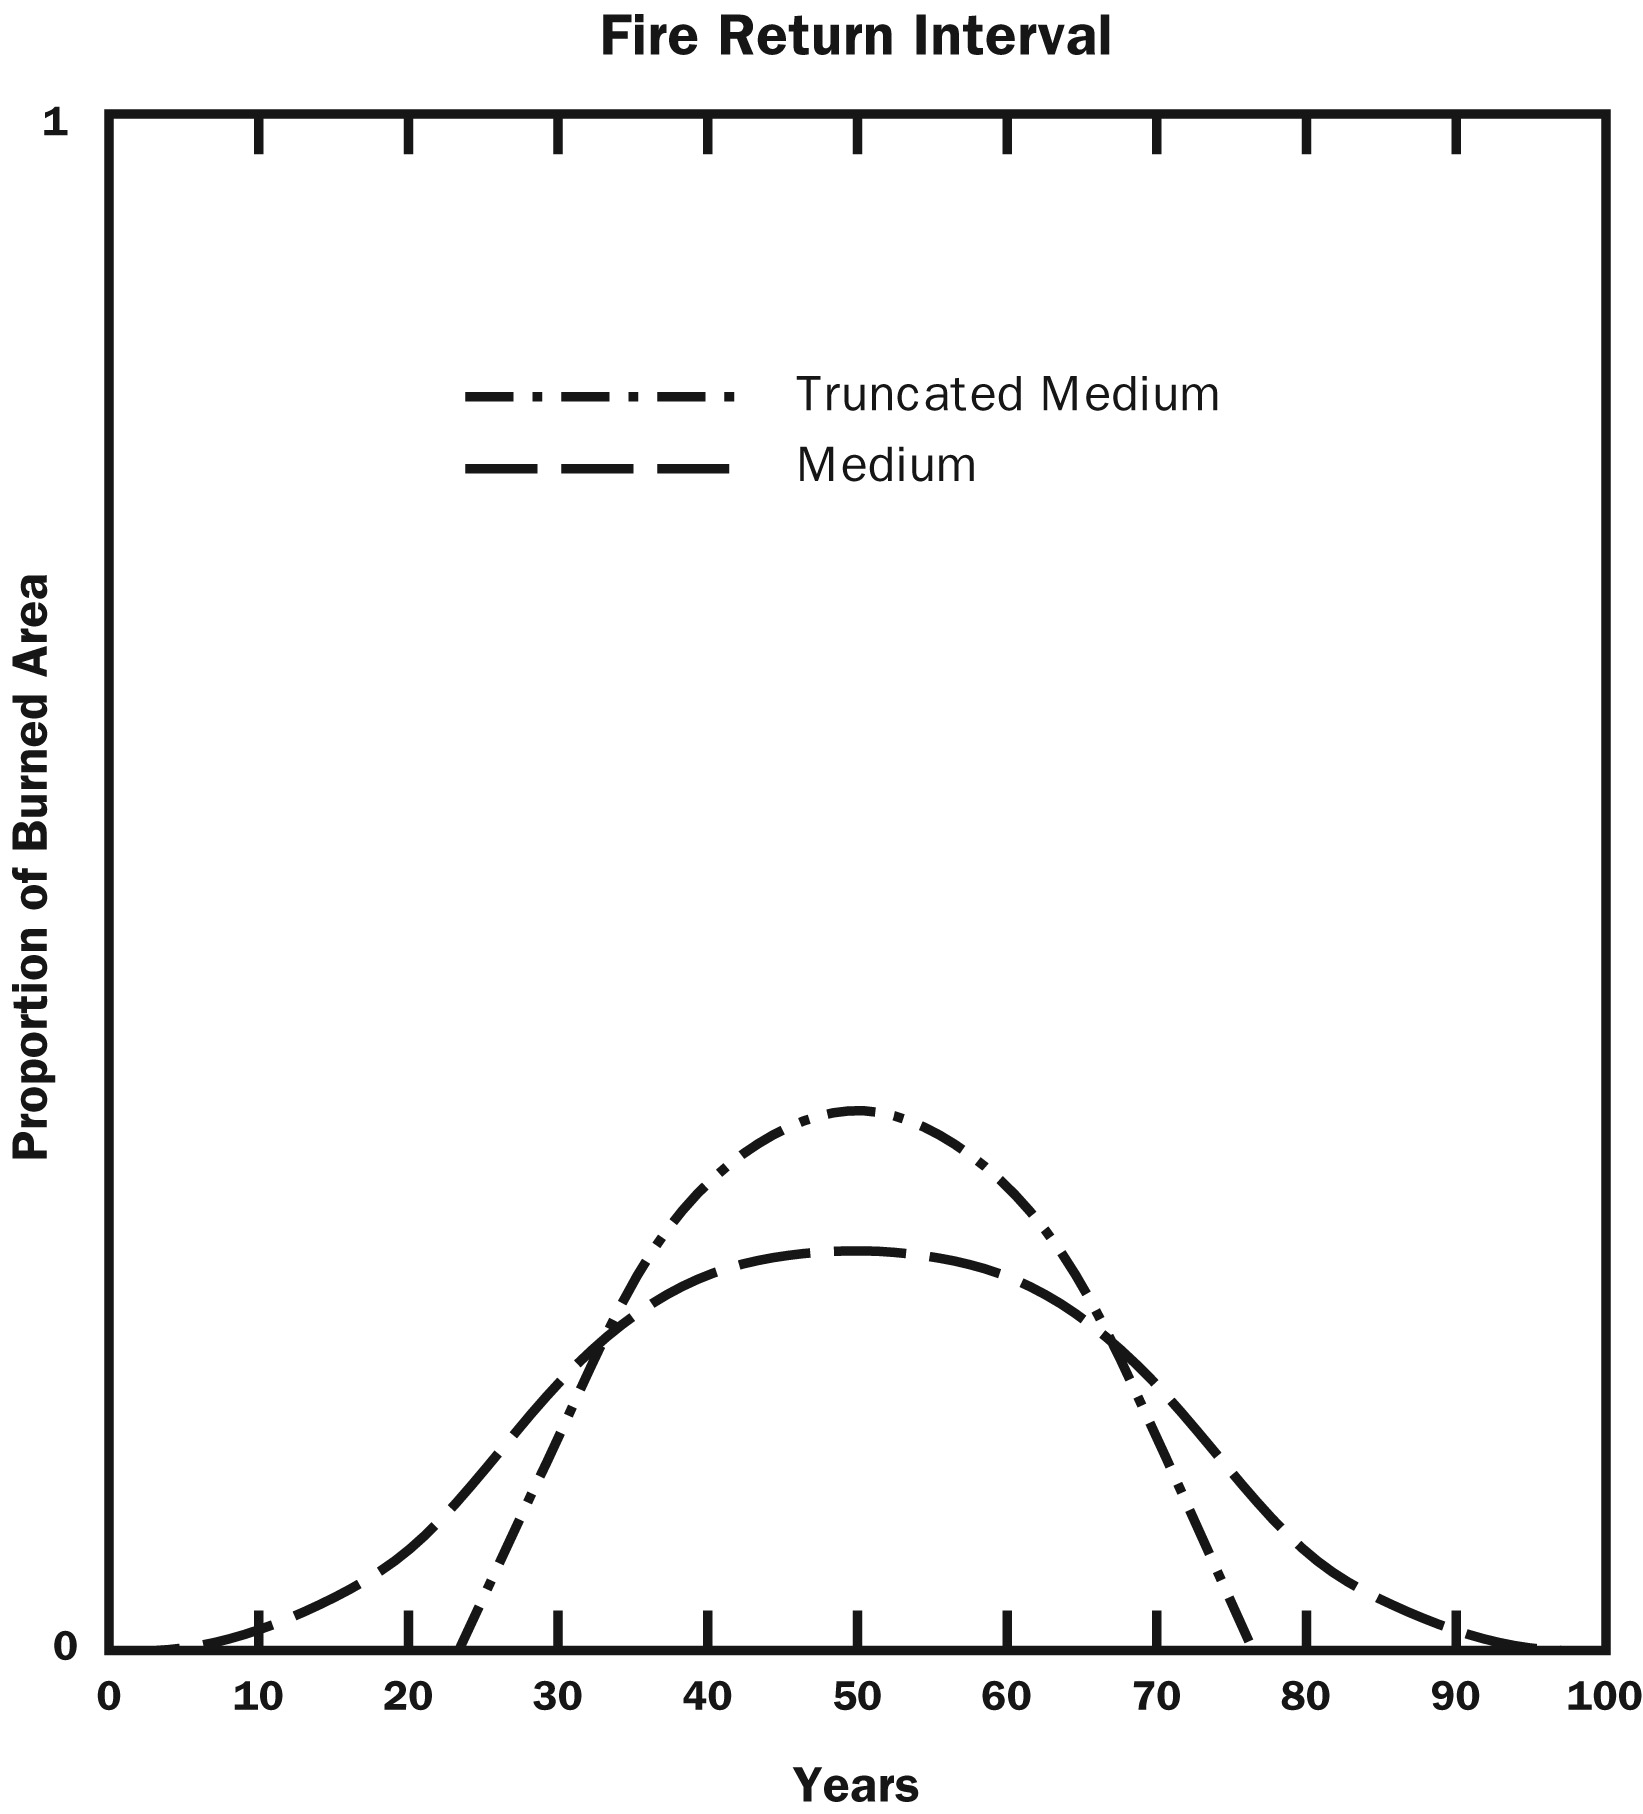 Fire Return Interval
1
Truncated Medium
Medium
Proportion of Burned Area
0
0 10 20 30 40 50 60 70 80 90 100
Years